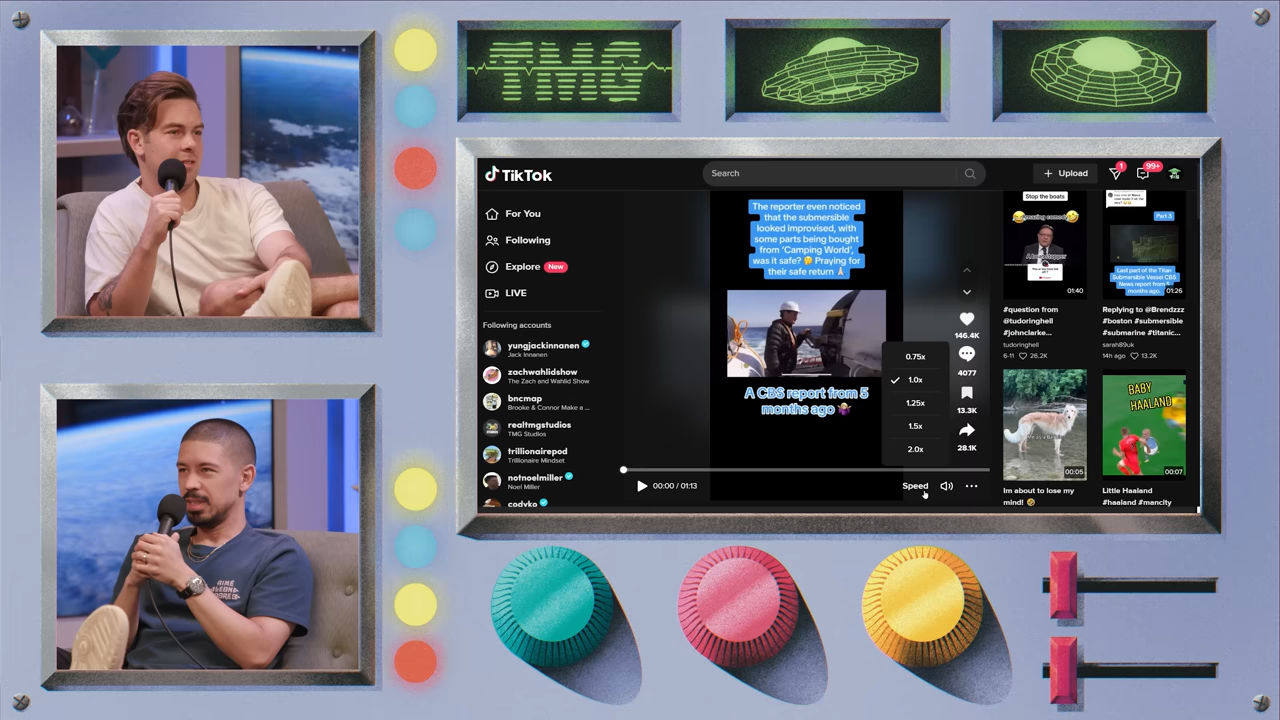 TMG
TikTok
Search
Upload
1
99+
For You
Following
Explore New
LIVE
Following accounts
yungjackinnanen
Jack Innanen
zachwahlidshow
The Zach and Wahlid Show
bncmap
Brooke & Connor Make a ...
realtmgstudios
TMG Studios
trillionairepod
Trillionaire Mindset
notnoelmiller
Noel Miller
codyko
The reporter even noticed
that the submersible
looked improvised, with
some parts being bought
from 'Camping World',
was it safe? 🤔 Praying for
their safe return 🙏
A CBS report from 5
months ago 🤷‍♀️
00:00 / 01:13
0.75x
1.0x
1.25x
1.5x
2.0x
Speed
146.4K
4077
13.3K
28.1K
Stop the boats
01:40
#question from
@tudoringhell
#johnclarke...
tudoringhell
6-11 26.2K
Part 3
Last part of the Titan
Submersible Vessel CBS
News report from 5
months ago.
01:26
Replying to @Brendzzz
#boston #submersible
#submarine #titanic...
sarah89uk
14h ago 13.2K
00:05
Im about to lose my
mind! 🤣
BABY
HAALAND
00:07
Little Haaland
#haaland #mancity